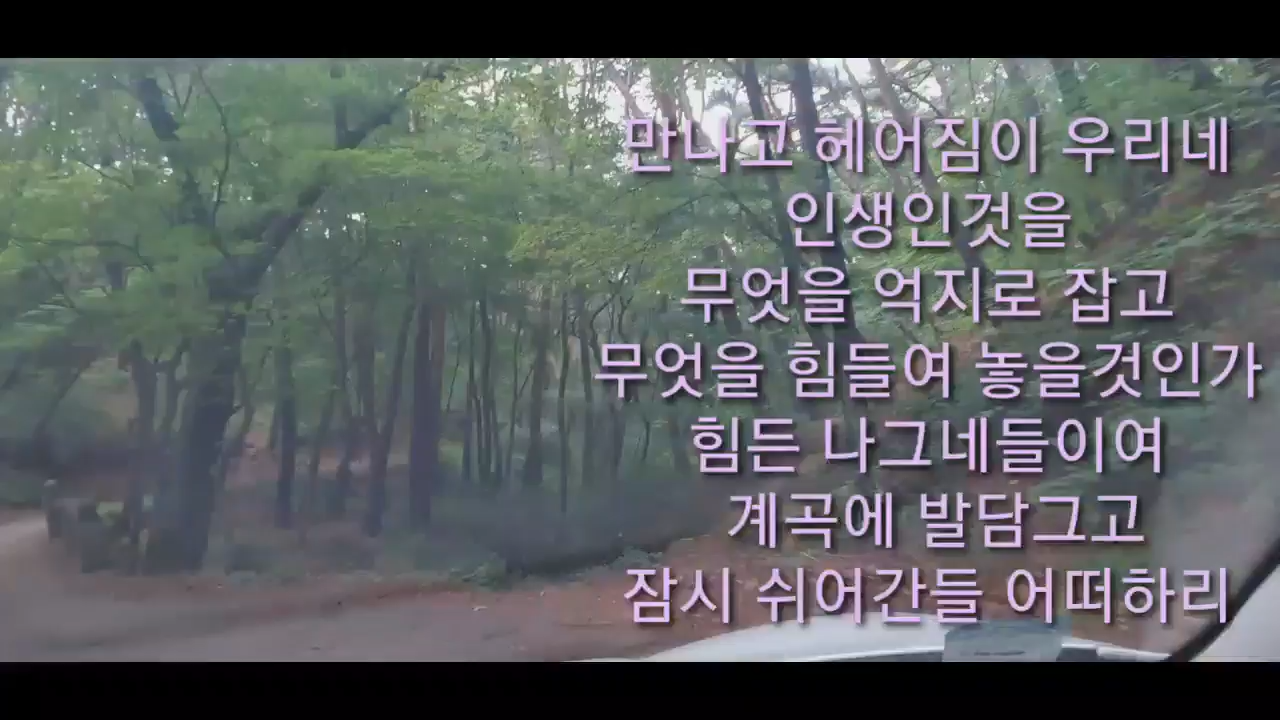 만나고 헤어짐이 우리네
인생인것을
무엇을 억지로 잡고
무엇을 힘들여 놓을것인가
힘든 나그네들이여
계곡에 발담그고
잠시 쉬어간들 어떠하리